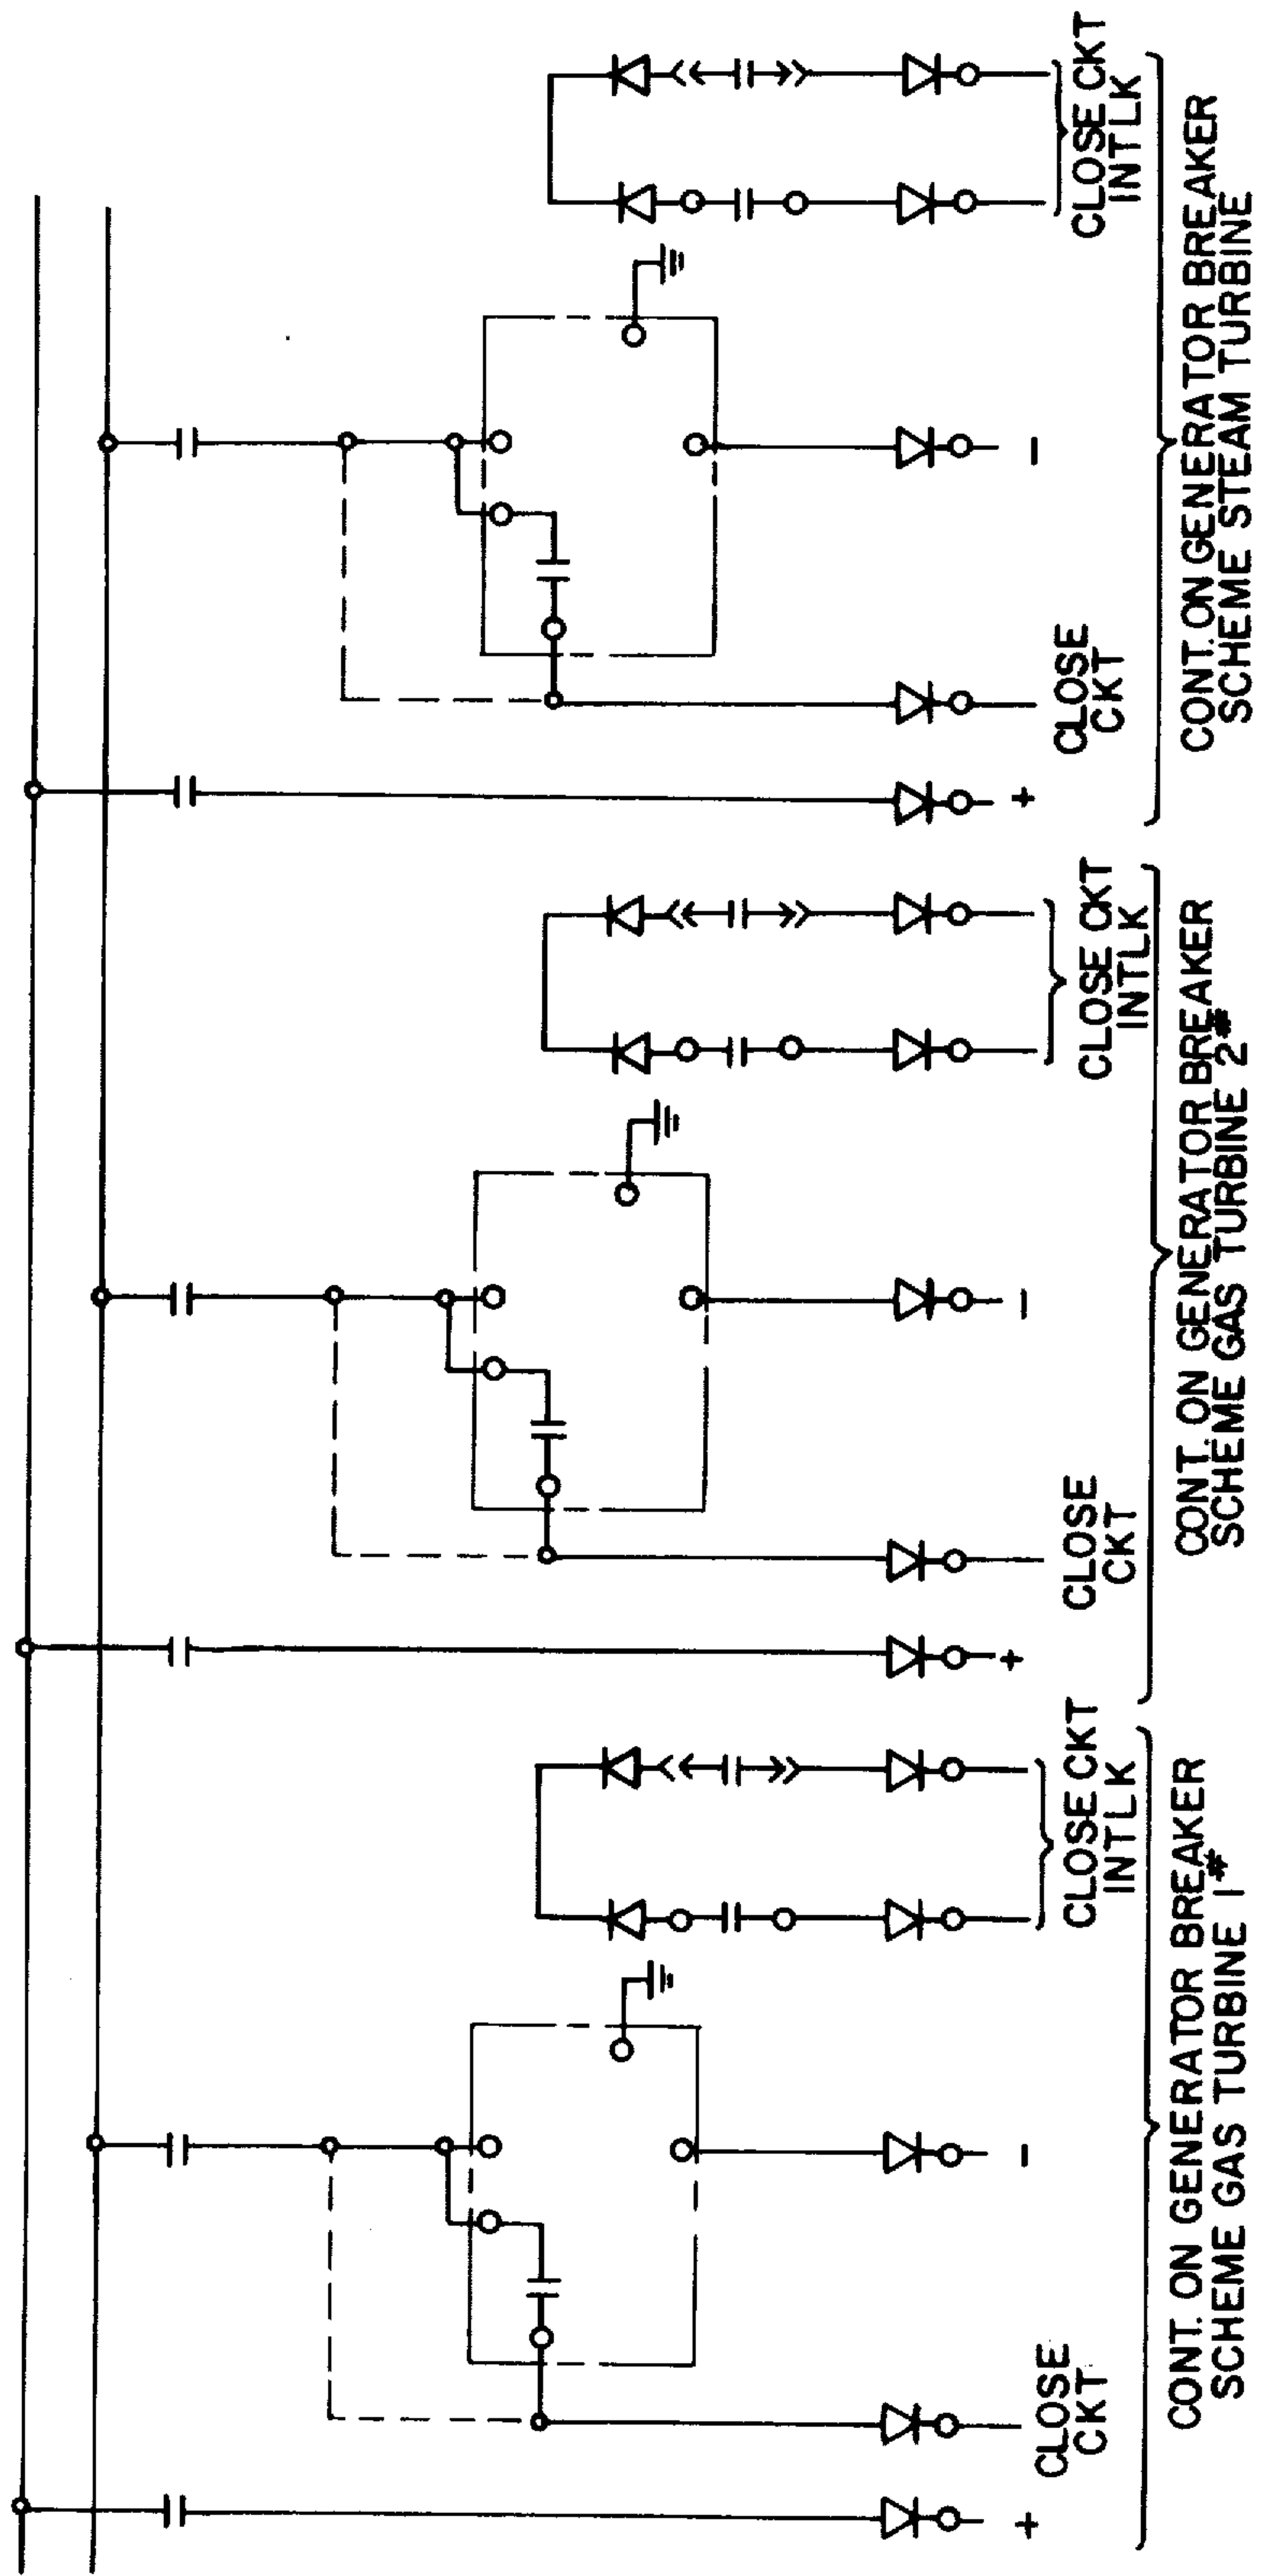 +
CLOSE
CKT
−
CLOSE CKT
INTLK
CONT. ON GENERATOR BREAKER
SCHEME GAS TURBINE 1#
+
CLOSE
CKT
−
CLOSE CKT
INTLK
CONT. ON GENERATOR BREAKER
SCHEME GAS TURBINE 2#
+
CLOSE
CKT
−
CLOSE CKT
INTLK
CONT. ON GENERATOR BREAKER
SCHEME STEAM TURBINE